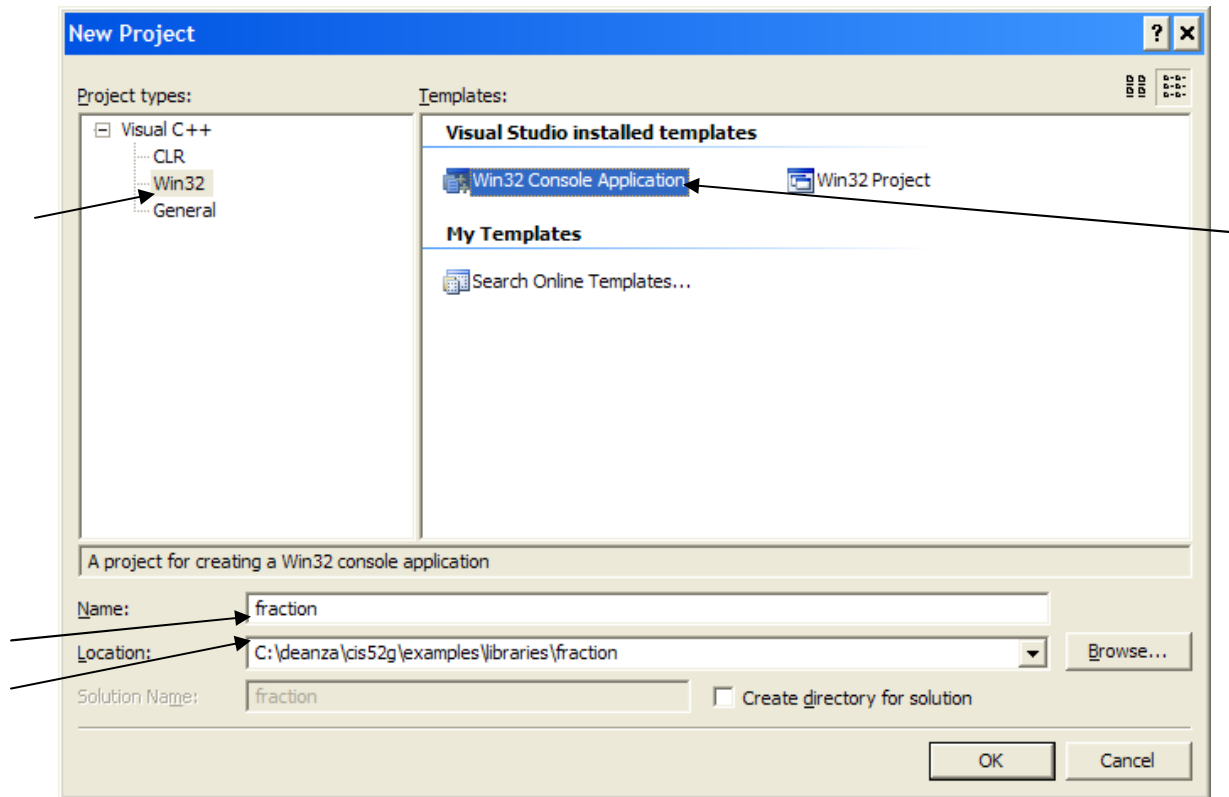 New Project
Project types:
Templates:
Visual C++
CLR
Win32
General
Visual Studio installed templates
Win32 Console Application
Win32 Project
My Templates
Search Online Templates...
A project for creating a Win32 console application
Name:
fraction
Location:
C:\deanza\cis52g\examples\libraries\fraction
Browse...
Solution Name:
fraction
Create directory for solution
OK
Cancel